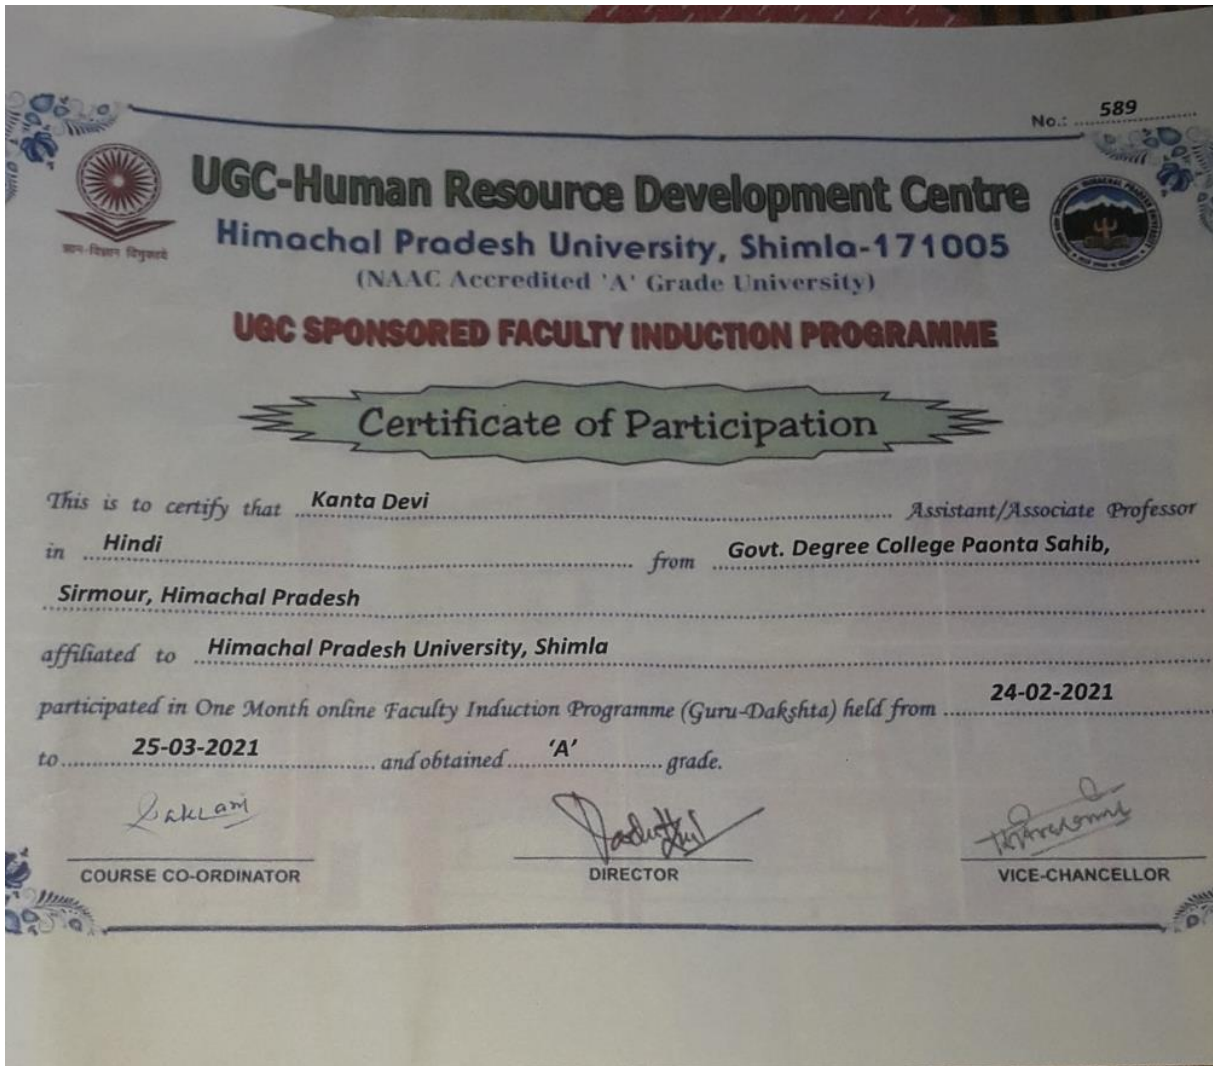 No.: ............ 589
UGC-Human Resource Development Centre
Himachal Pradesh University, Shimla-171005
(NAAC Accredited 'A' Grade University)
ज्ञान-विज्ञान विमुक्तये
UGC SPONSORED FACULTY INDUCTION PROGRAMME
Certificate of Participation
This is to certify that Kanta Devi Assistant/Associate Professor
in Hindi from Govt. Degree College Paonta Sahib,
Sirmour, Himachal Pradesh
affiliated to Himachal Pradesh University, Shimla
participated in One Month online Faculty Induction Programme (Guru-Dakshta) held from 24-02-2021
to 25-03-2021 and obtained 'A' grade.
COURSE CO-ORDINATOR
DIRECTOR
VICE-CHANCELLOR